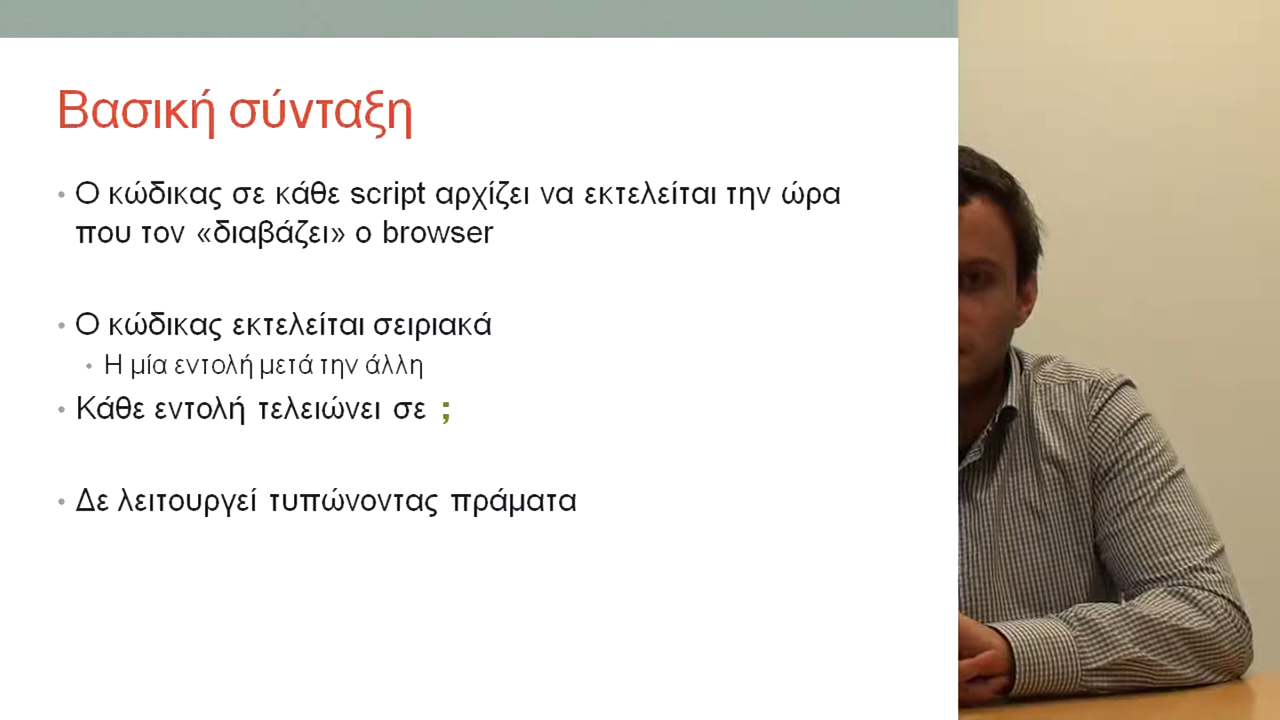 Βασική σύνταξη
• Ο κώδικας σε κάθε script αρχίζει να εκτελείται την ώρα
που τον «διαβάζει» ο browser
• Ο κώδικας εκτελείται σειριακά
• Η μία εντολή μετά την άλλη
• Κάθε εντολή τελειώνει σε ;
• Δε λειτουργεί τυπώνοντας πράματα